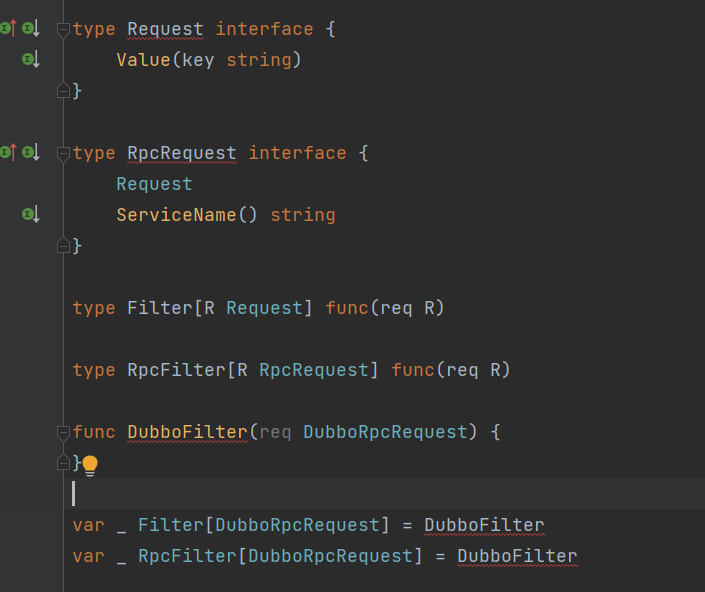 type Request interface {
    Value(key string)
}
type RpcRequest interface {
    Request
    ServiceName() string
}
type Filter[R Request] func(req R)
type RpcFilter[R RpcRequest] func(req R)
func DubboFilter(req DubboRpcRequest) {
}
var _ Filter[DubboRpcRequest] = DubboFilter
var _ RpcFilter[DubboRpcRequest] = DubboFilter